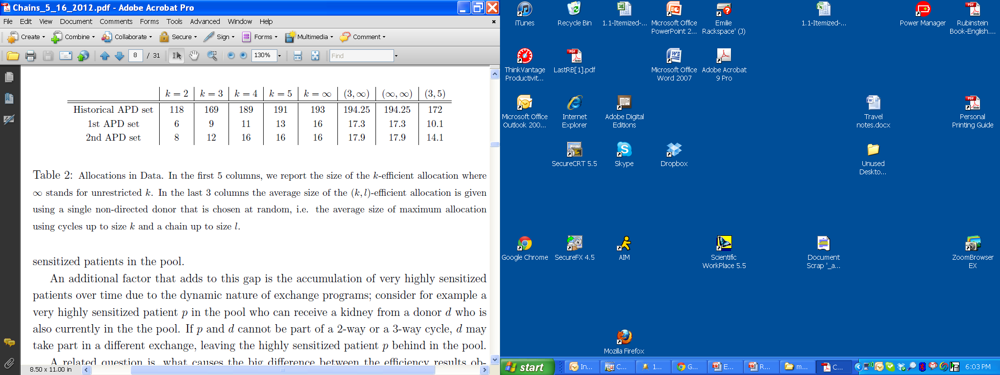 Chains_5_16_2012.pdf - Adobe Acrobat Pro
File Edit View Document Comments Forms Tools Advanced Window Help
Create Combine Collaborate Secure Sign Forms Multimedia Comment
8 / 31 130% Find
k = 2 k = 3 k = 4 k = 5 k = ∞ (3, ∞) (∞, ∞) (3, 5)
Historical APD set 118 169 189 191 193 194.25 194.25 172
1st APD set 6 9 11 13 16 17.3 17.3 10.1
2nd APD set 8 12 16 16 16 17.9 17.9 14.1
Table 2: Allocations in Data. In the first 5 columns, we report the size of the k-efficient allocation where
∞ stands for unrestricted k. In the last 3 columns the average size of the (k, l)-efficient allocation is given
using a single non-directed donor that is chosen at random, i.e. the average size of maximum allocation
using cycles up to size k and a chain up to size l.
sensitized patients in the pool.
An additional factor that adds to this gap is the accumulation of very highly sensitized
patients over time due to the dynamic nature of exchange programs; consider for example a
very highly sensitized patient p in the pool who can receive a kidney from a donor d who is
also currently in the the pool. If p and d cannot be part of a 2-way or a 3-way cycle, d may
take part in a different exchange, leaving the highly sensitized patient p behind in the pool.
A related question is, what causes the big difference between the efficiency results ob-
8.50 x 11.00 in
iTunes
Recycle Bin
1.1-Itemized-...
Microsoft Office
PowerPoint 2...
Emilie
Rackspace' (J)
1.1-Itemized-...
Power Manager
Rubinstein
Book-English....
ThinkVantage
Productivit...
LastRB[1].pdf
Microsoft Office
Word 2007
Adobe Acrobat
9 Pro
Microsoft Office
Outlook 200...
Internet
Explorer
Adobe Digital
Editions
Travel
notes.docx
Personal
Printing Guide
SecureCRT 5.5
Skype
Dropbox
Unused
Deskto...
Google Chrome
SecureFX 4.5
AIM
Scientific
WorkPlace 5.5
Document
Scrap '_a...
ZoomBrowser
EX
Mozilla Firefox
start In... C... 1... G... E... R... m... C... 6:03 PM